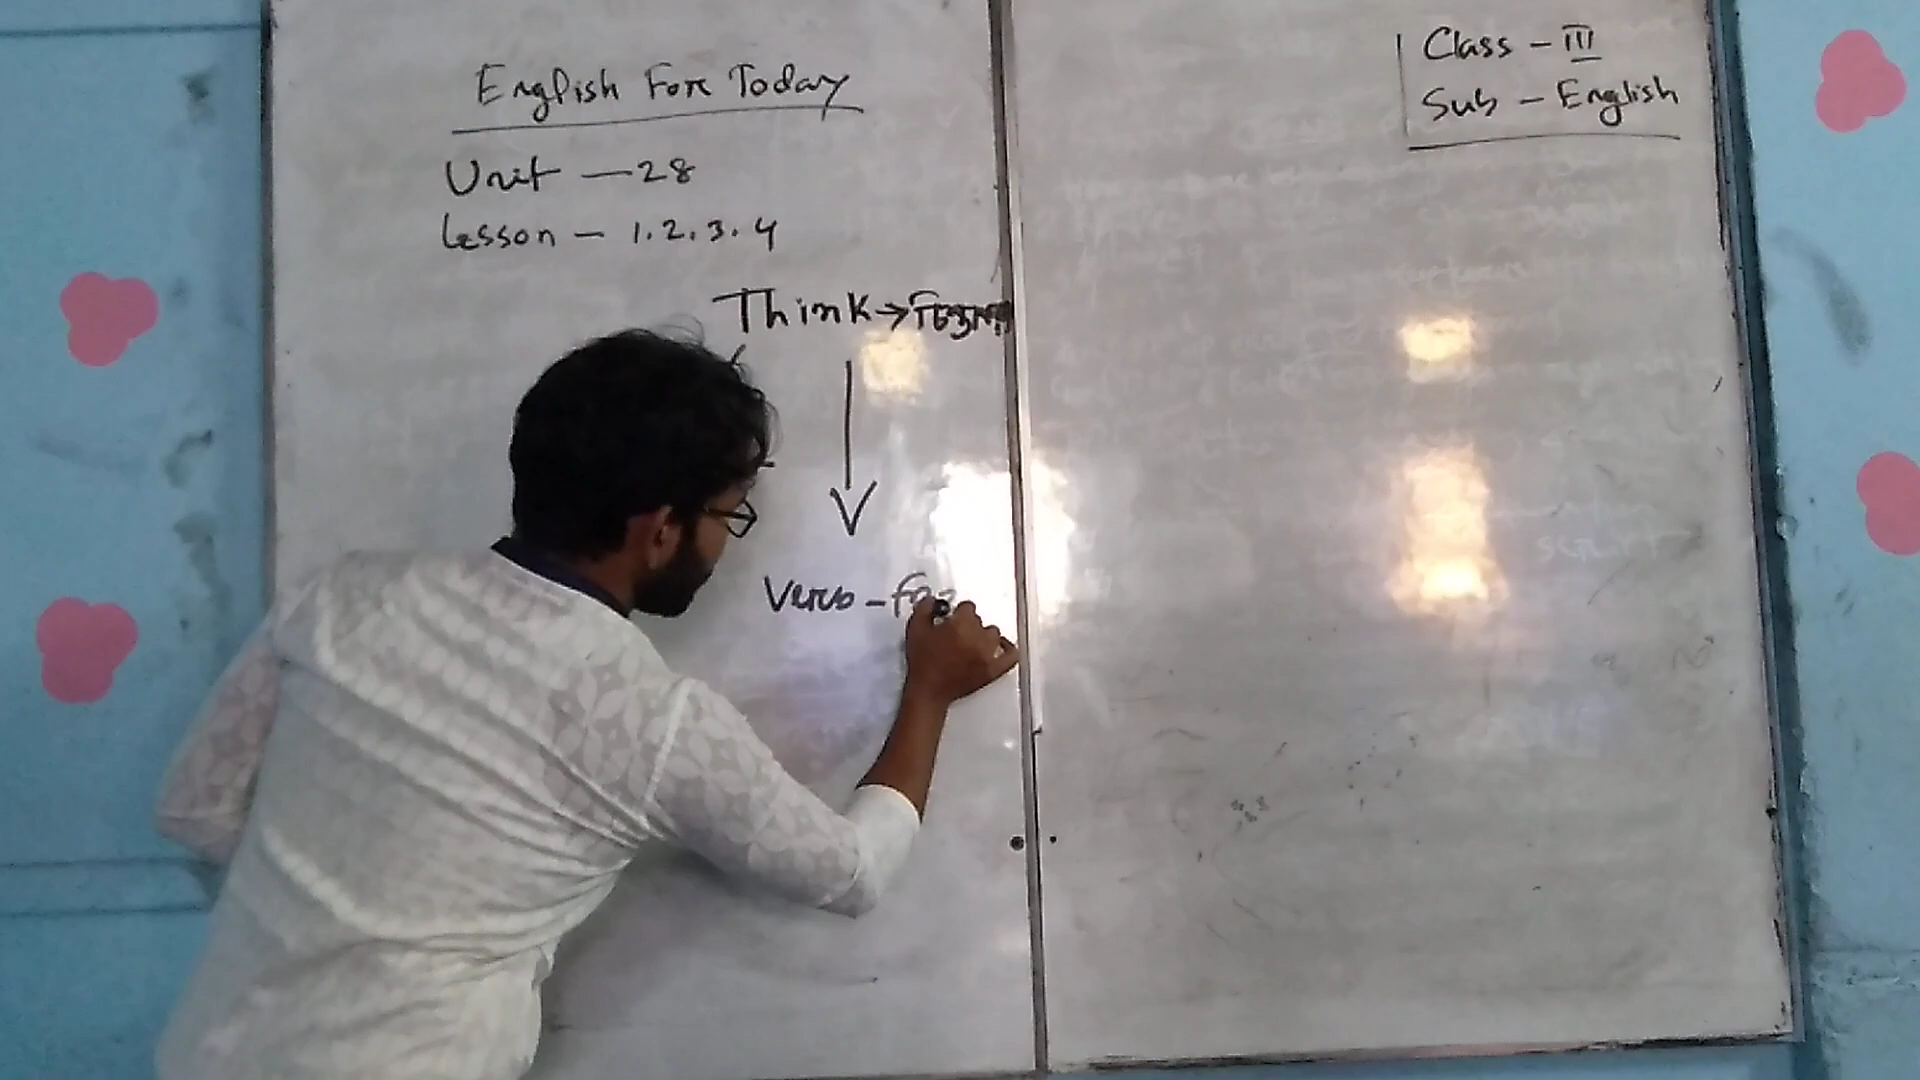 English For Today
Unit — 28
Lesson — 1.2.3.4
Think →
Verb –
Class – III
Sub – English